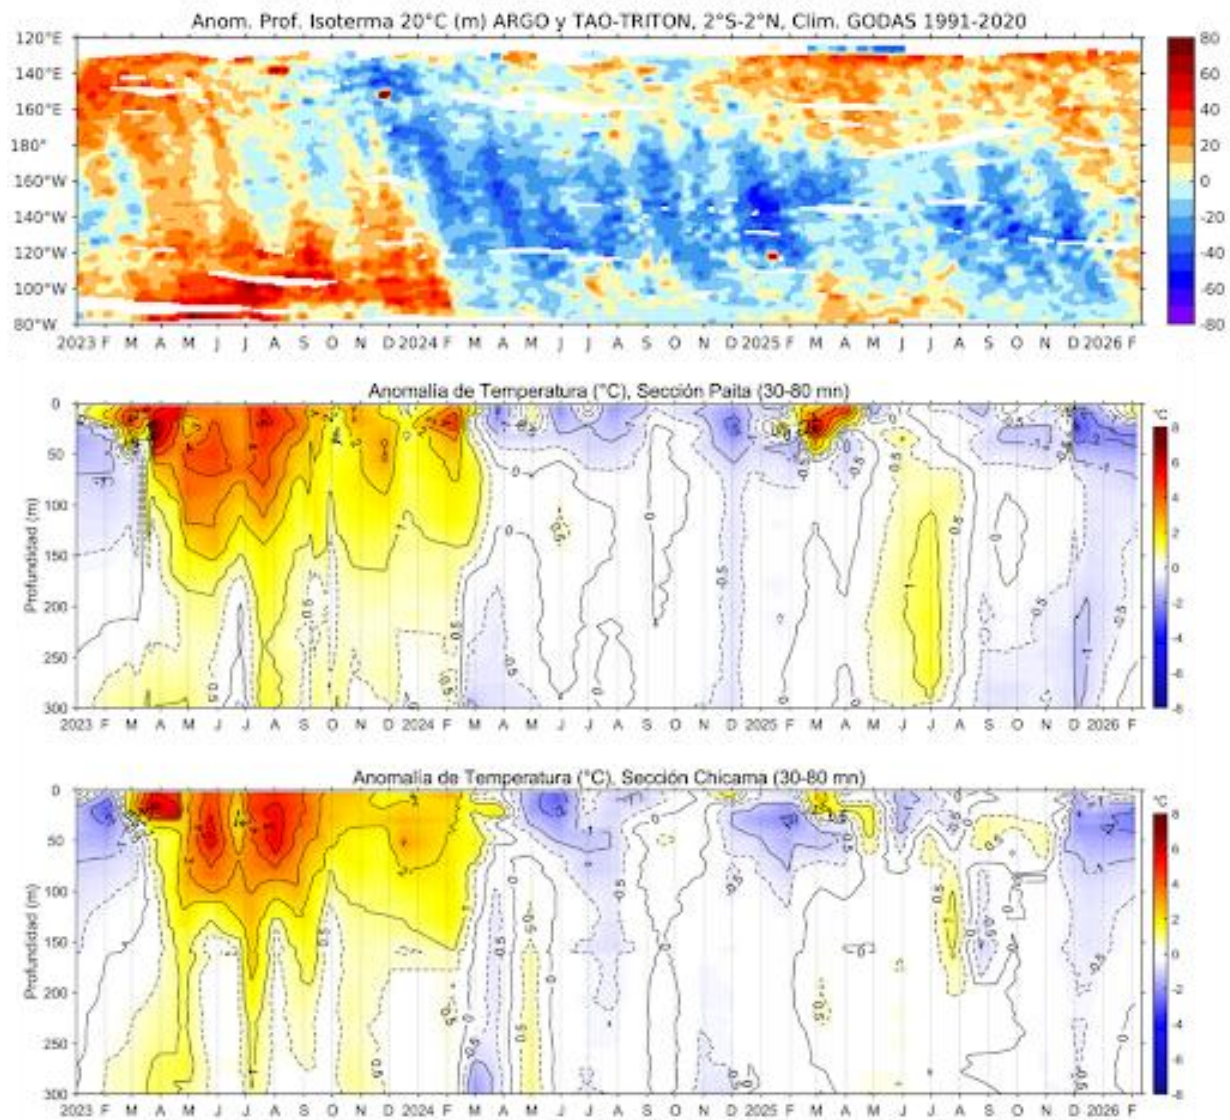 Anom. Prof. Isoterma 20°C (m) ARGO y TAO-TRITON, 2°S-2°N, Clim. GODAS 1991-2020
120°E
140°E
160°E
180°
160°W
140°W
120°W
100°W
80°W
2023 F M A M J J A S O N D 2024 F M A M J J A S O N D 2025 F M A M J J A S O N D 2026 F
80
60
40
20
0
-20
-40
-60
-80
Anomalía de Temperatura (°C), Sección Paita (30-80 mn)
Profundidad (m)
0
50
100
150
200
250
300
2023 F M A M J J A S O N D 2024 F M A M J J A S O N D 2025 F M A M J J A S O N D 2026 F
°C
8
6
4
2
0
-2
-4
-6
-8
Anomalía de Temperatura (°C), Sección Chicama (30-80 mn)
Profundidad (m)
0
50
100
150
200
250
300
2023 F M A M J J A S O N D 2024 F M A M J J A S O N D 2025 F M A M J J A S O N D 2026 F
°C
8
6
4
2
0
-2
-4
-6
-8